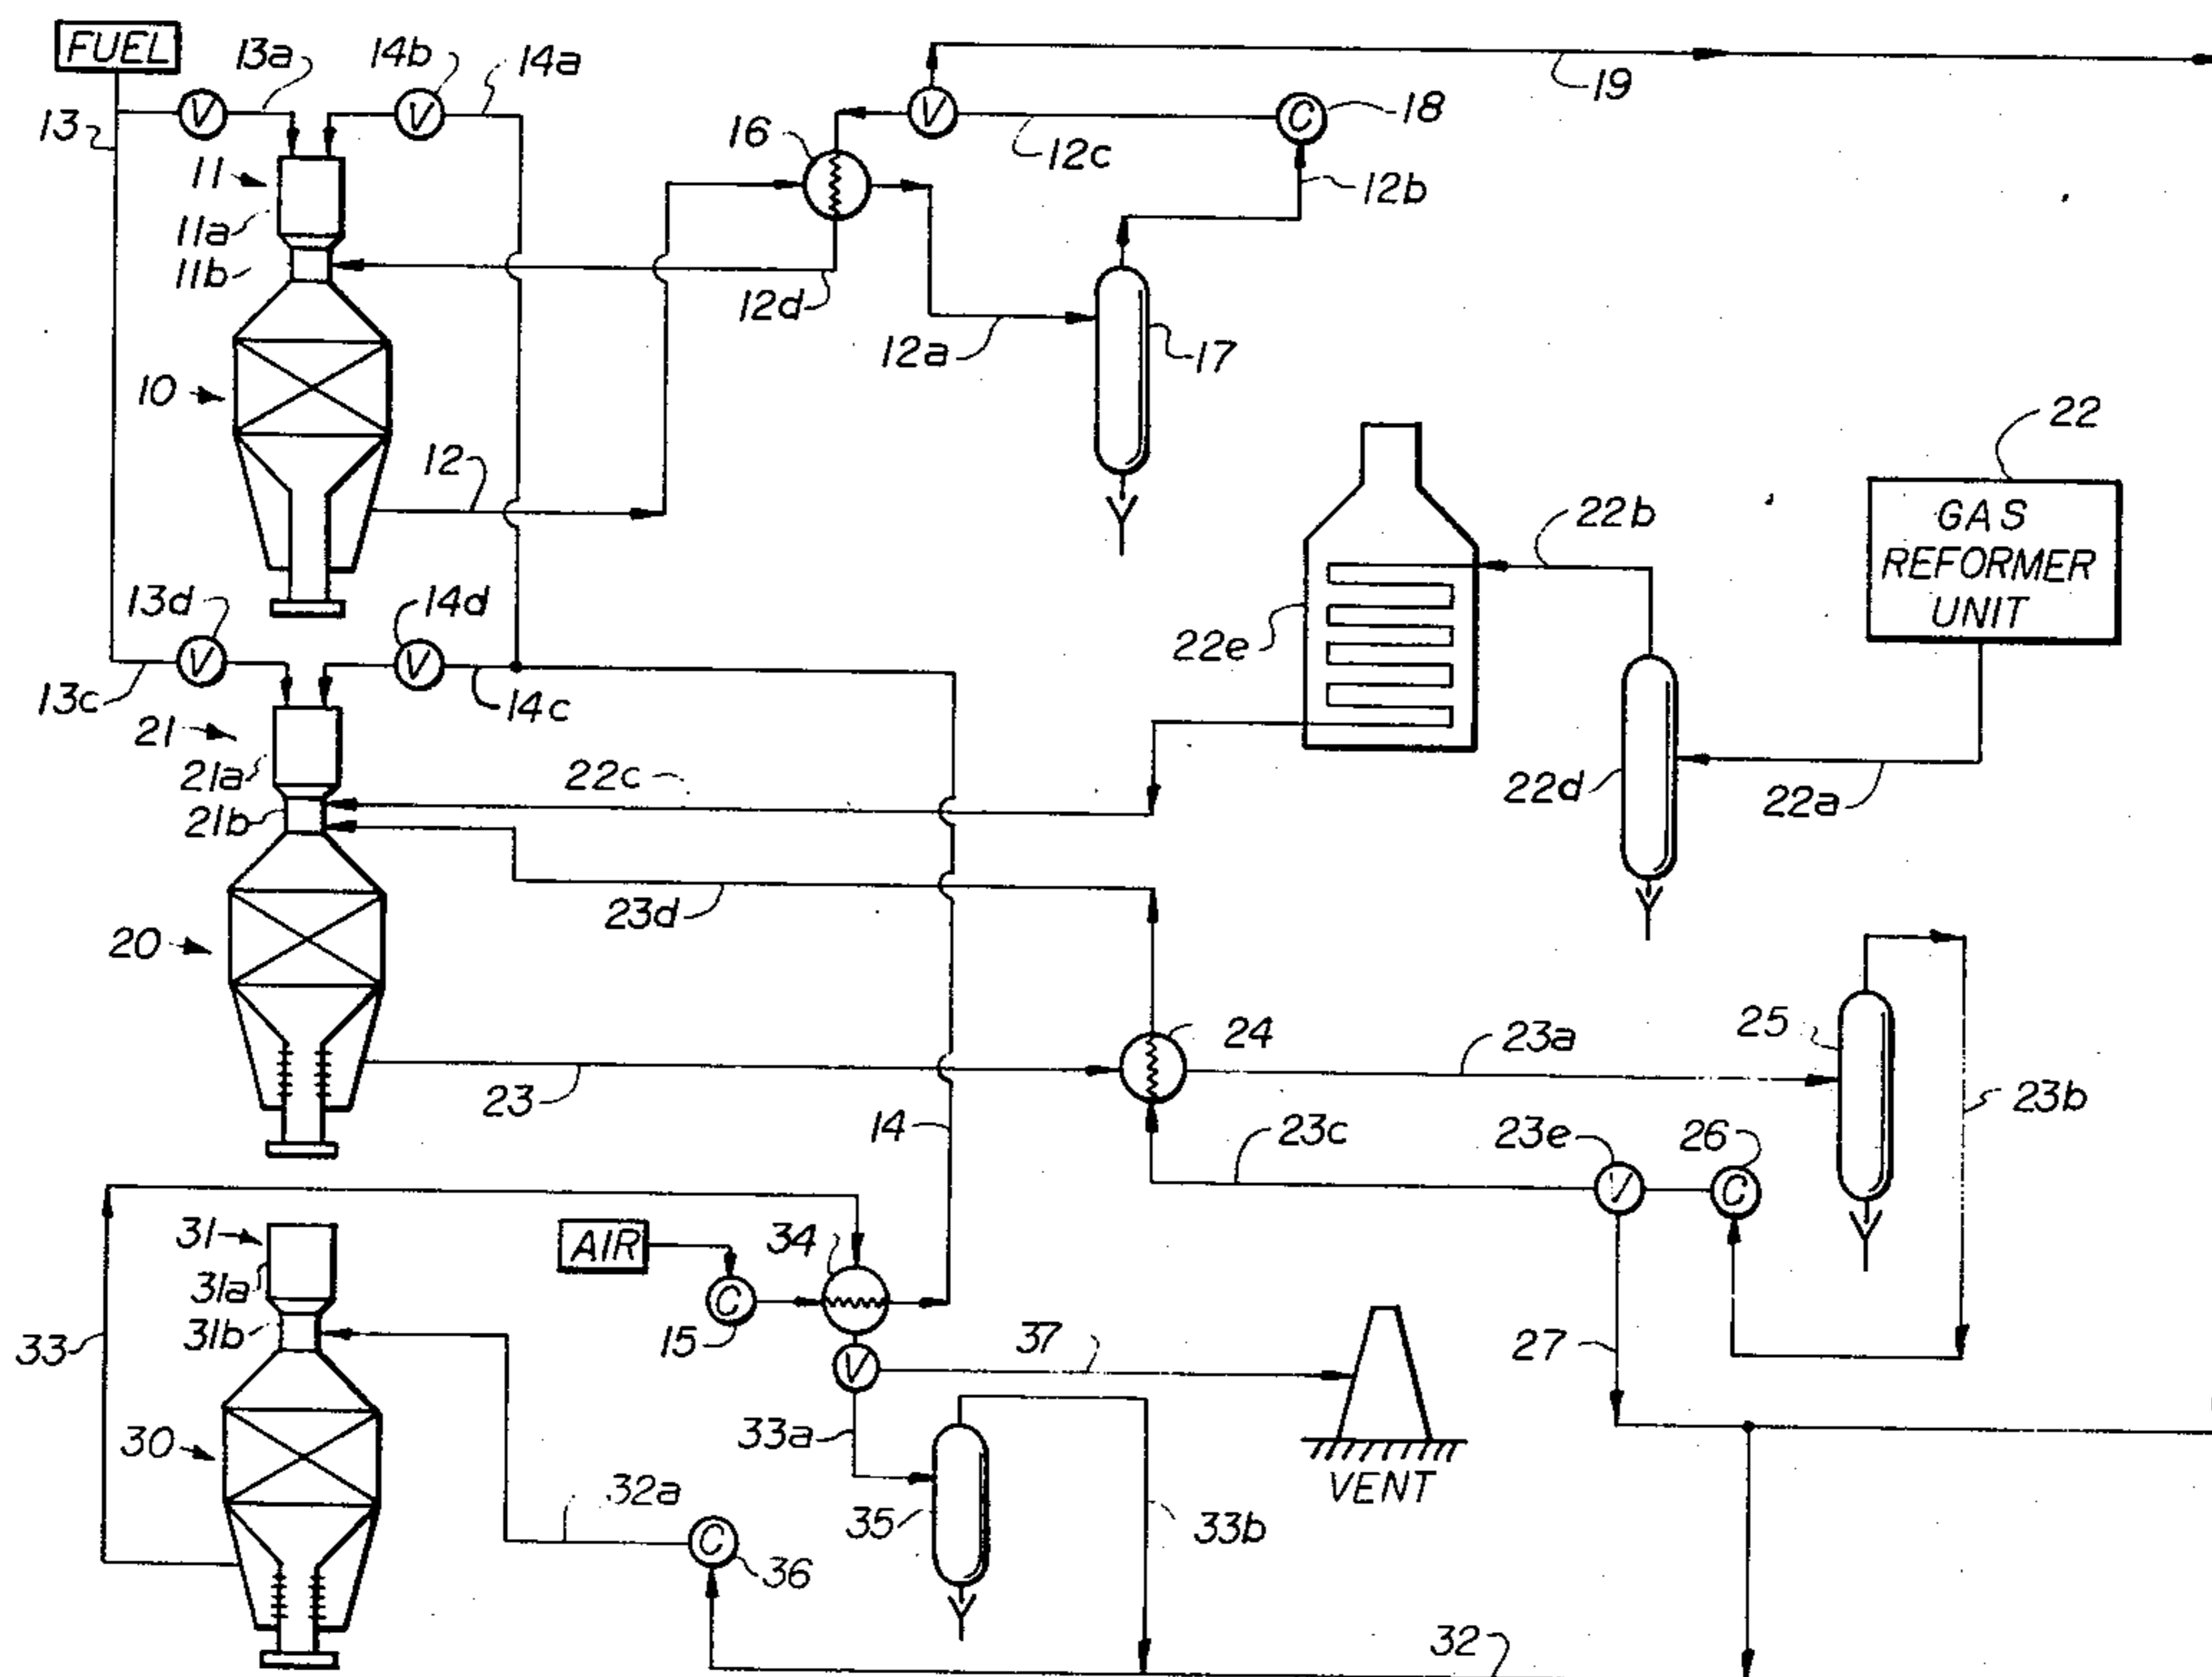 FUEL
13a
14b
14a
19
13
V
V
V
C
18
16
12c
11
12b
11a
11b
12d
12a
17
10
12
22
22b
GAS
REFORMER
UNIT
13d
14d
22e
V
V
13c
14c
21
21a
22c
22d
22a
21b
23d
20
24
23a
25
23
14
23c
23e
26
23b
V
C
31
AIR
34
31a
C
31b
15
37
27
33
V
33a
30
VENT
32a
35
33b
C
36
32